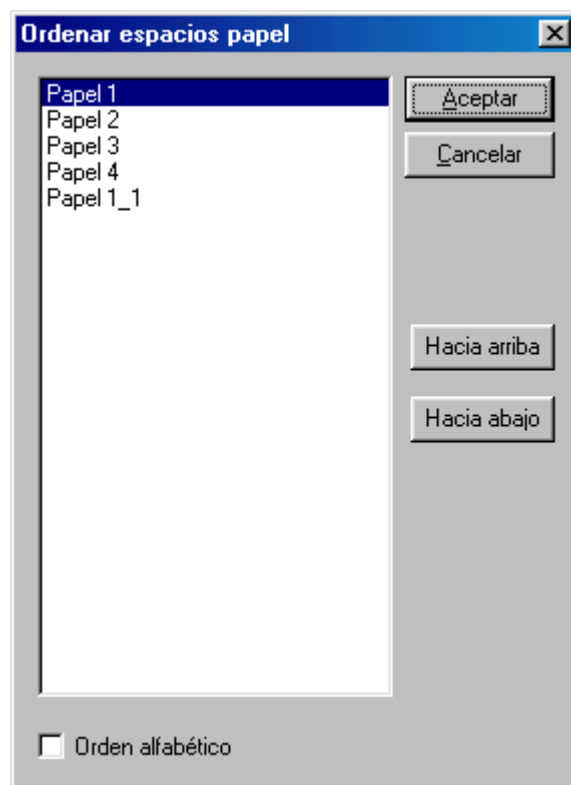 Ordenar espacios papel
Papel 1
Papel 2
Papel 3
Papel 4
Papel 1_1
Aceptar
Cancelar
Hacia arriba
Hacia abajo
Orden alfabético